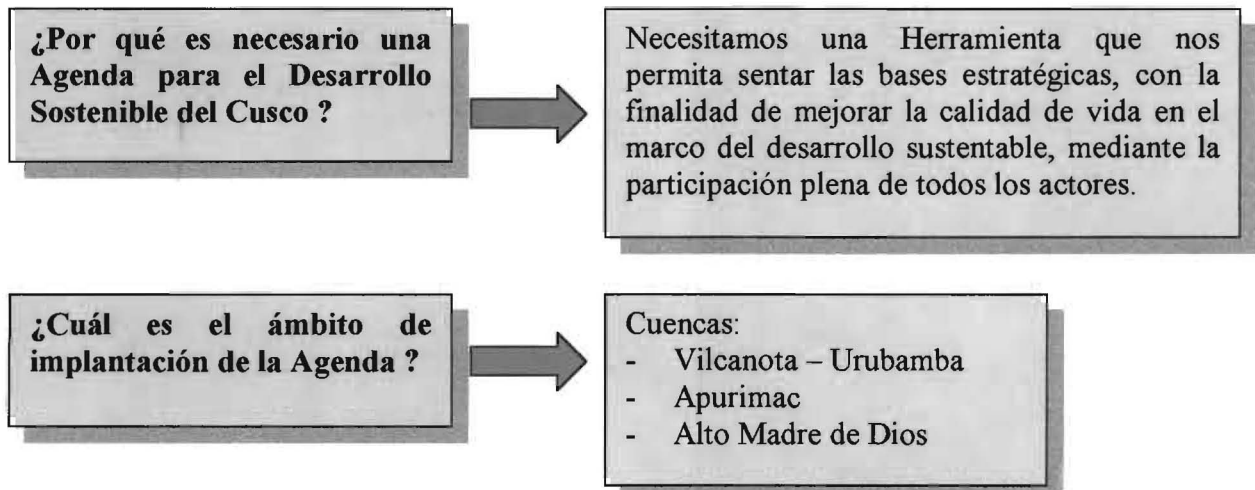 ¿Por qué es necesario una
Agenda para el Desarrollo
Sostenible del Cusco ?
Necesitamos una Herramienta que nos
permita sentar las bases estratégicas, con la
finalidad de mejorar la calidad de vida en el
marco del desarrollo sustentable, mediante la
participación plena de todos los actores.
¿Cuál es el ámbito de
implantación de la Agenda ?
Cuencas:
- Vilcanota – Urubamba
- Apurimac
- Alto Madre de Dios